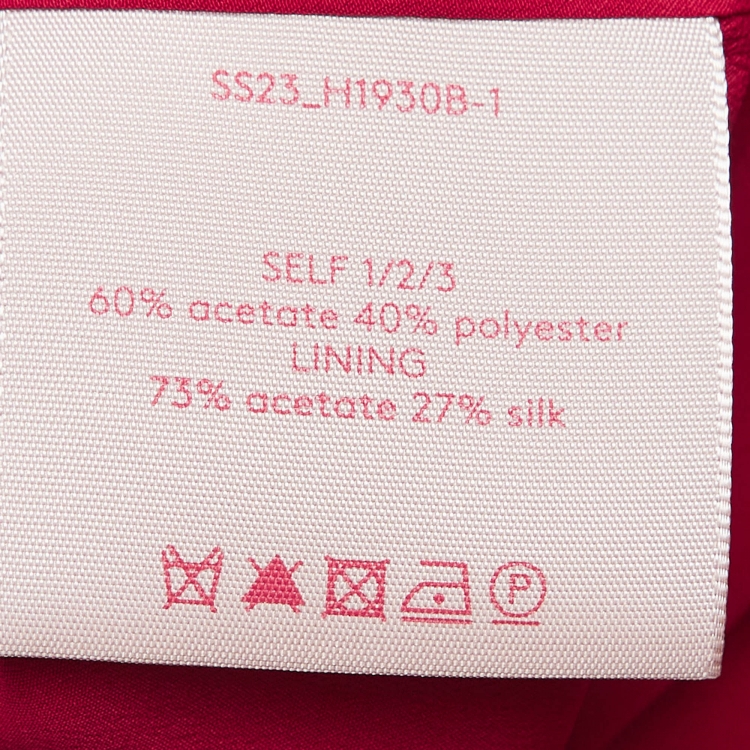 SS23_H1930B-1
SELF 1/2/3
60% acetate 40% polyester
LINING
73% acetate 27% silk
P